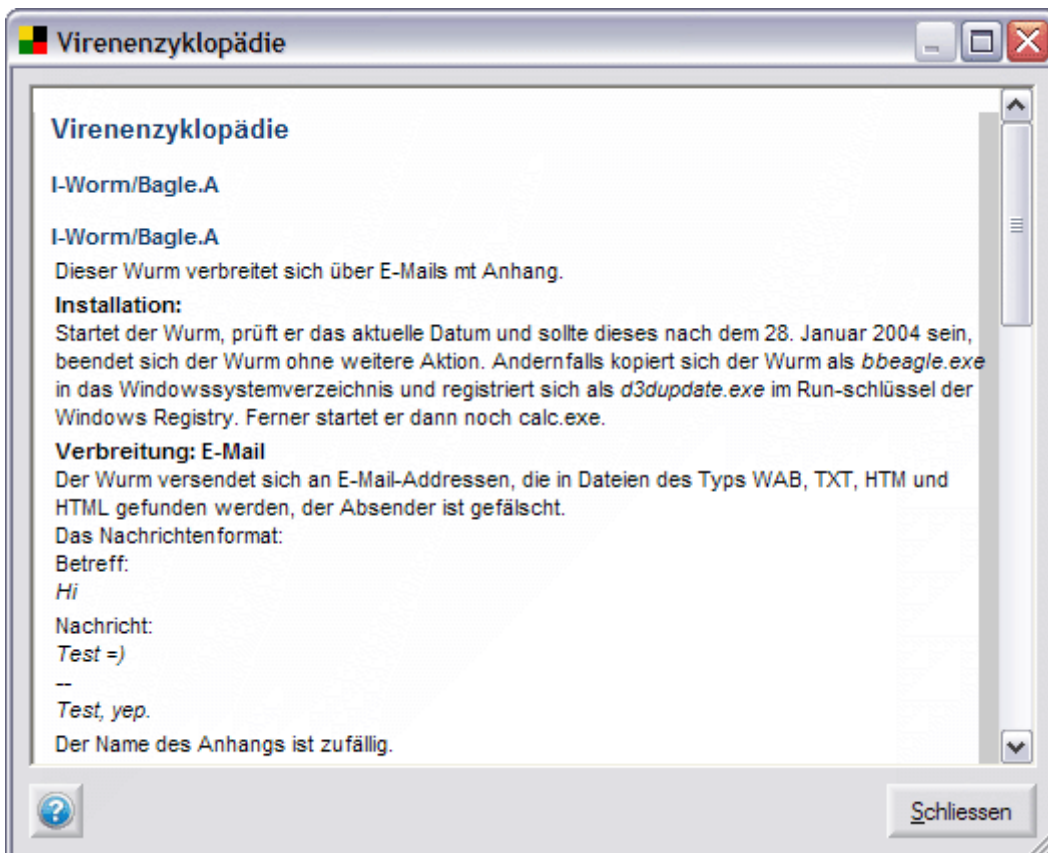 Virenenzyklopädie
Virenenzyklopädie
I-Worm/Bagle.A
I-Worm/Bagle.A
Dieser Wurm verbreitet sich über E-Mails mt Anhang.
Installation:
Startet der Wurm, prüft er das aktuelle Datum und sollte dieses nach dem 28. Januar 2004 sein,
beendet sich der Wurm ohne weitere Aktion. Andernfalls kopiert sich der Wurm als bbeagle.exe
in das Windowssystemverzeichnis und registriert sich als d3dupdate.exe im Run-schlüssel der
Windows Registry. Ferner startet er dann noch calc.exe.
Verbreitung: E-Mail
Der Wurm versendet sich an E-Mail-Addressen, die in Dateien des Typs WAB, TXT, HTM und
HTML gefunden werden, der Absender ist gefälscht.
Das Nachrichtenformat:
Betreff:
Hi
Nachricht:
Test =)
--
Test, yep.
Der Name des Anhangs ist zufällig.
?
Schliessen